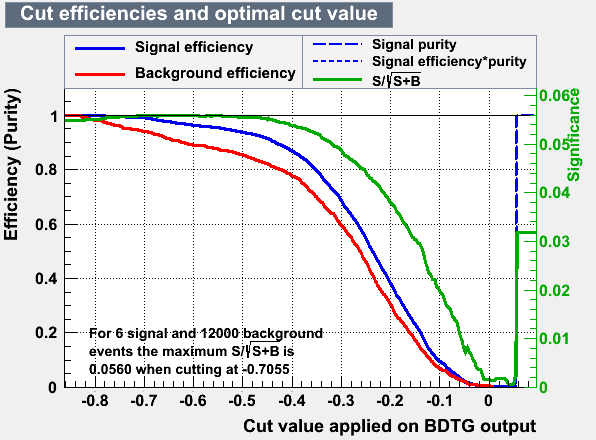 Cut efficiencies and optimal cut value
Signal efficiency
Background efficiency
Signal purity
Signal efficiency*purity
S/√S+B
Efficiency (Purity)
1
0.8
0.6
0.4
0.2
0
0.06
0.05
0.04
0.03
0.02
0.01
0
Significance
For 6 signal and 12000 background
events the maximum S/√S+B is
0.0560 when cutting at -0.7055
-0.8 -0.7 -0.6 -0.5 -0.4 -0.3 -0.2 -0.1 0
Cut value applied on BDTG output